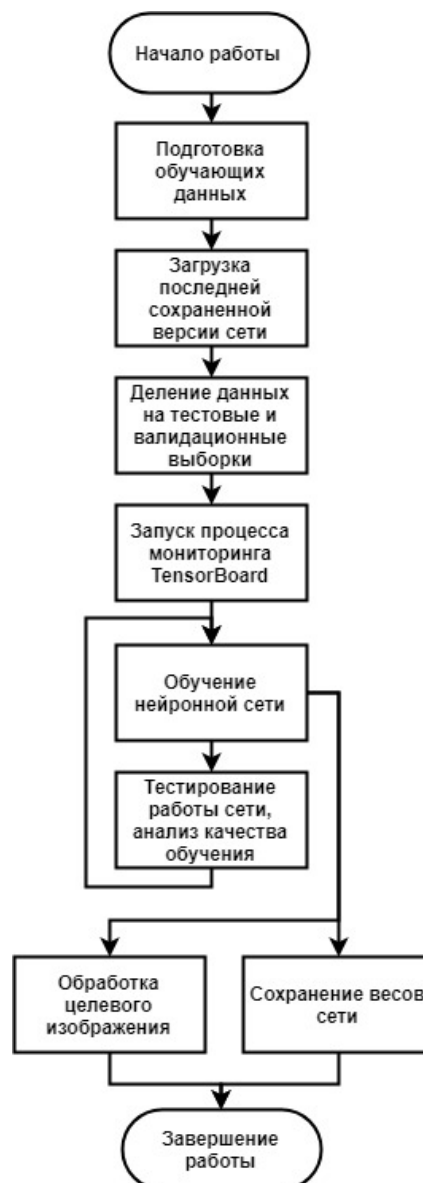 Начало работы
Подготовка
обучающих
данных
Загрузка
последней
сохраненной
версии сети
Деление данных
на тестовые и
валидационные
выборки
Запуск процесса
мониторинга
TensorBoard
Обучение
нейронной сети
Тестирование
работы сети,
анализ качества
обучения
Обработка
целевого
изображения
Сохранение весов
сети
Завершение
работы